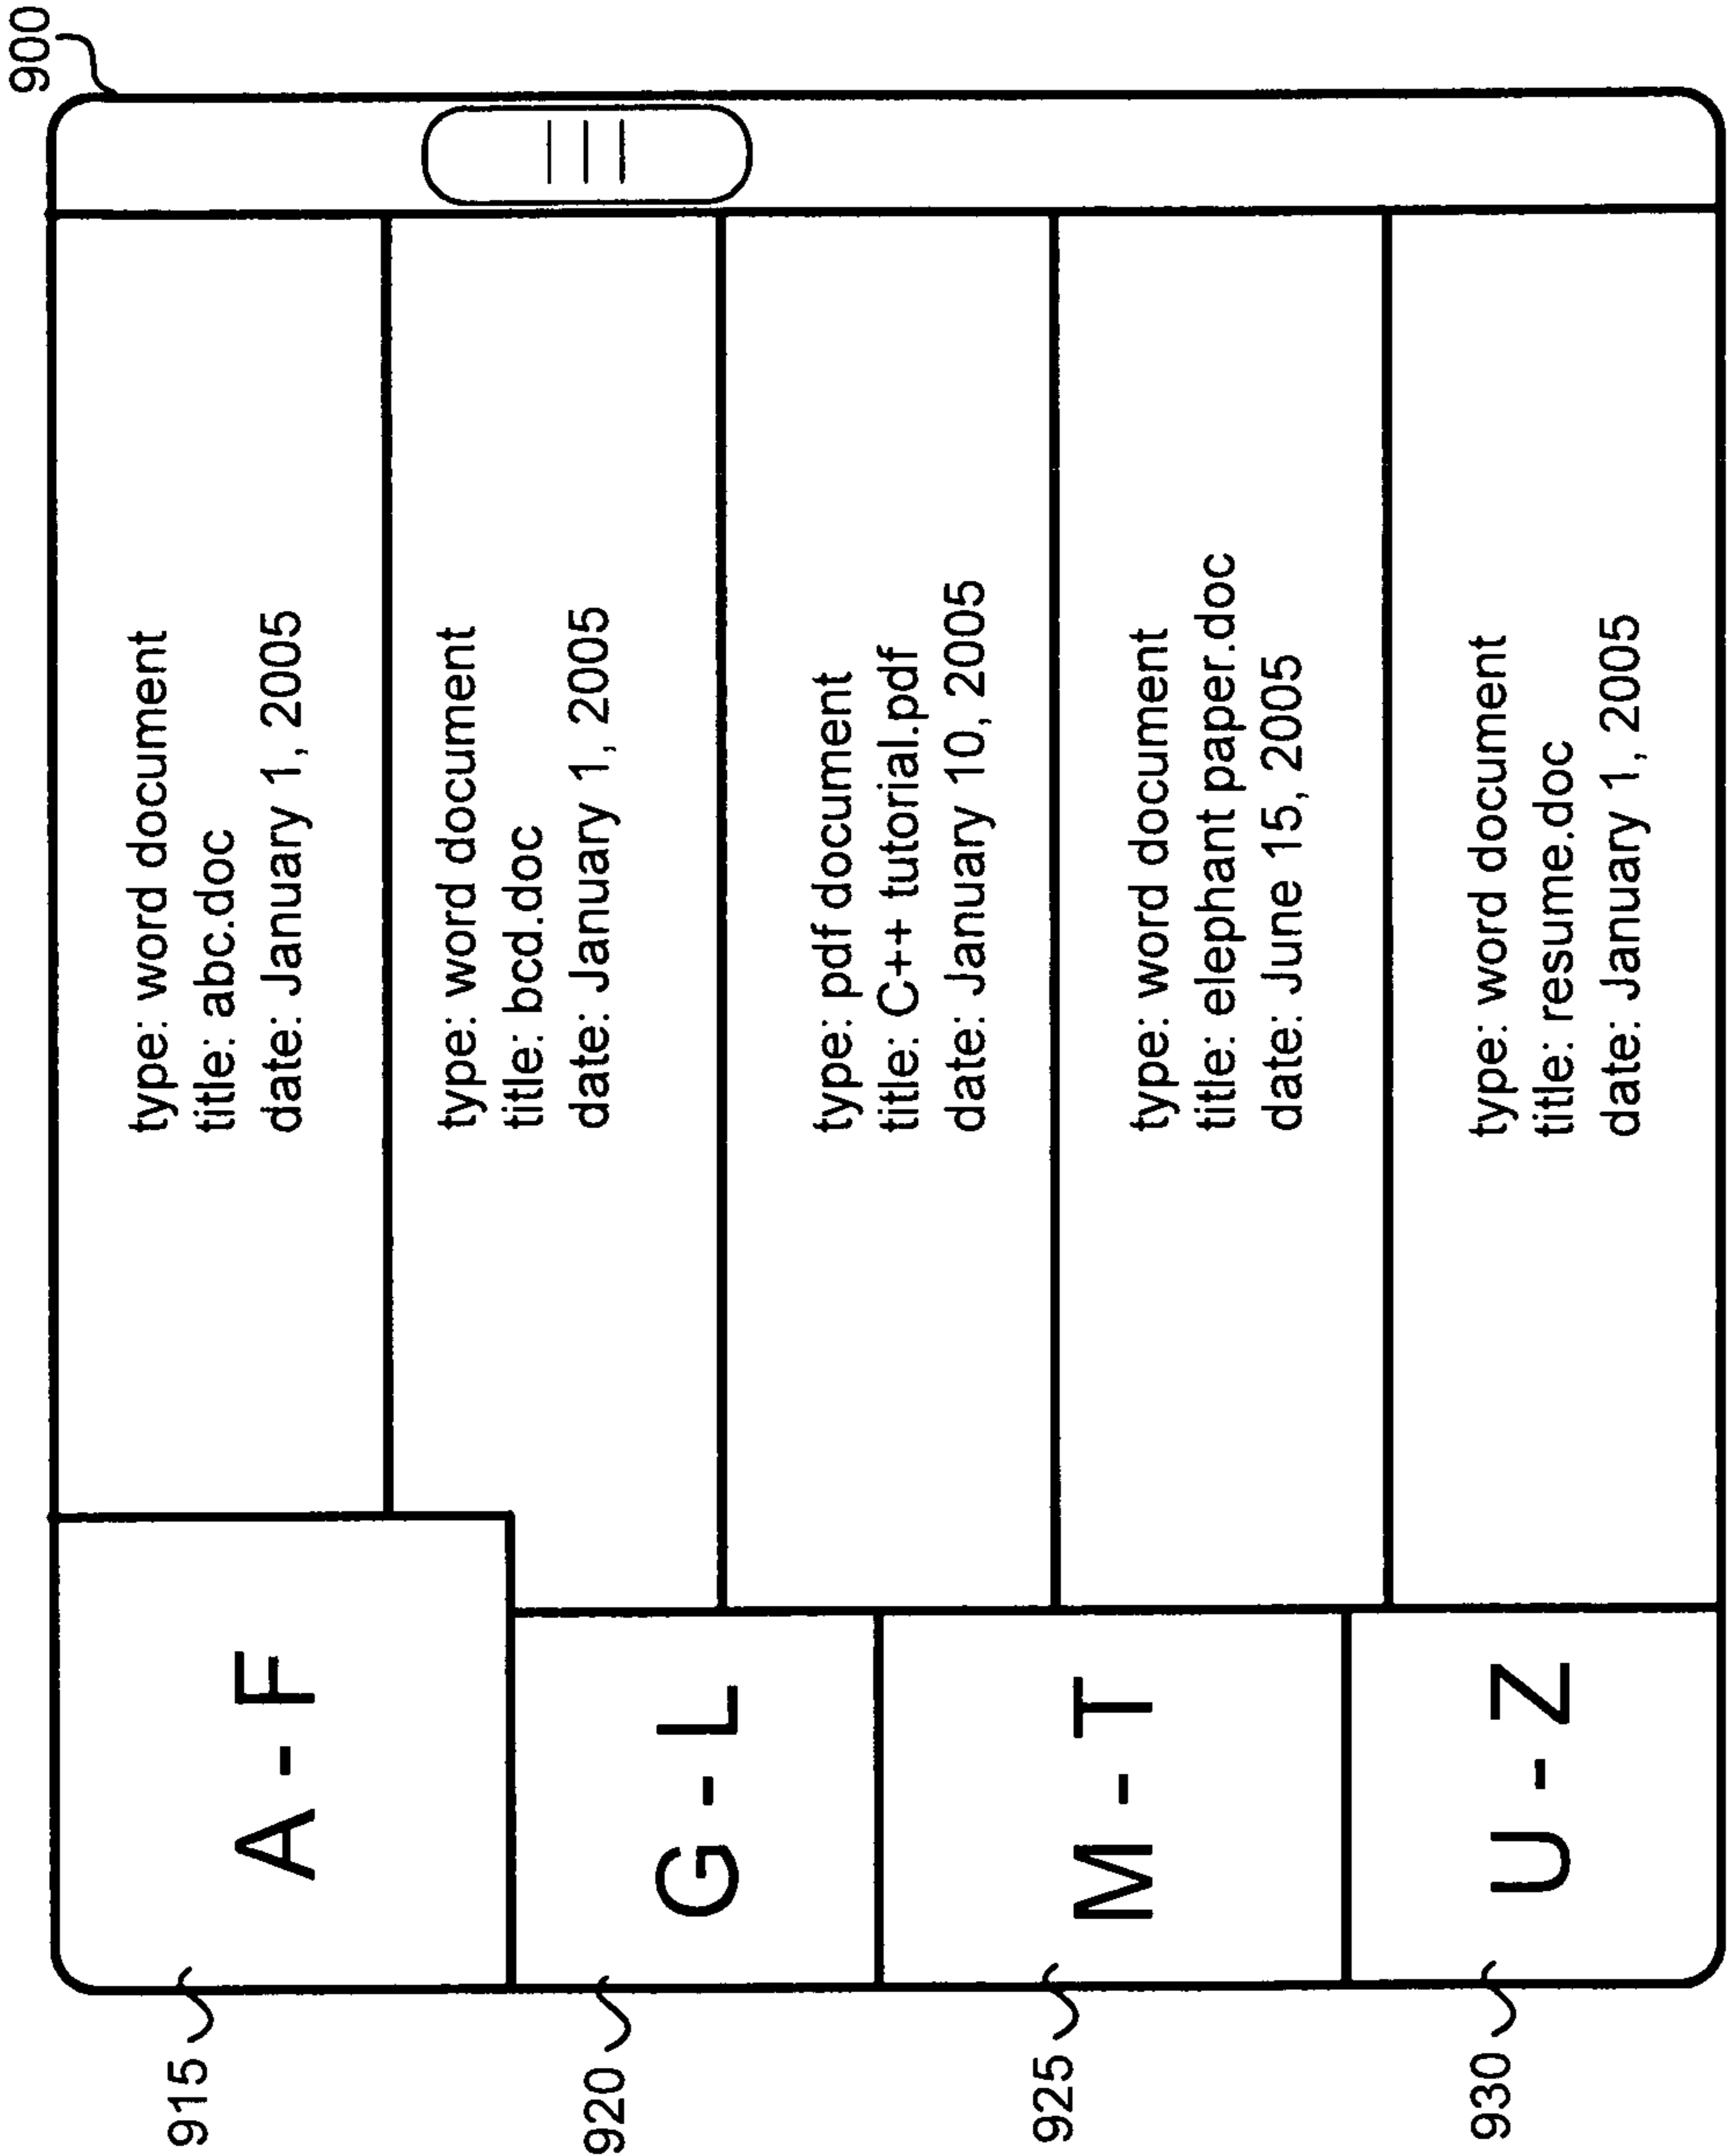 900
915
A - F
920
G - L
925
M - T
930
U - Z
type: word document
title: abc.doc
date: January 1, 2005
type: word document
title: bcd.doc
date: January 1, 2005
type: pdf document
title: C++ tutorial.pdf
date: January 10, 2005
type: word document
title: elephant paper.doc
date: June 15, 2005
type: word document
title: resume.doc
date: January 1, 2005